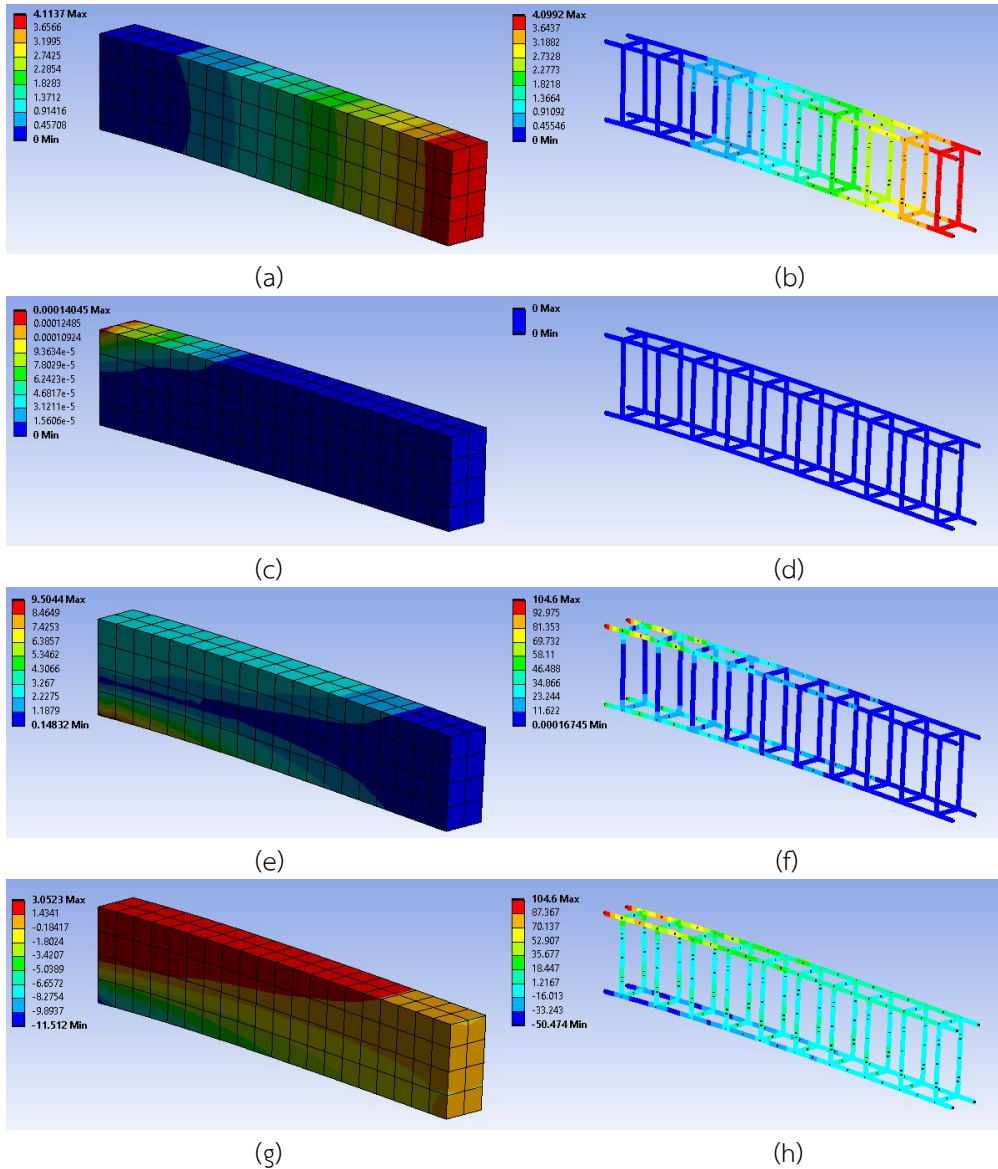 4.1137 Max
3.6566
3.1995
2.7425
2.2854
1.8283
1.3712
0.91416
0.45708
0 Min
(a)
4.0992 Max
3.6437
3.1882
2.7328
2.2773
1.8218
1.3664
0.91092
0.45546
0 Min
(b)
0.00014045 Max
0.00012485
0.00010924
9.3634e-5
7.8029e-5
6.2423e-5
4.6817e-5
3.1211e-5
1.5606e-5
0 Min
(c)
0 Max
0 Min
(d)
9.5044 Max
8.4649
7.4253
6.3857
5.3462
4.3066
3.267
2.2275
1.1879
0.14832 Min
(e)
104.6 Max
92.975
81.353
69.732
58.11
46.488
34.866
23.244
11.622
0.00016745 Min
(f)
3.0523 Max
1.4341
-0.18417
-1.8024
-3.4207
-5.0389
-6.6572
-8.2754
-9.8937
-11.512 Min
(g)
104.6 Max
87.367
70.137
52.907
35.677
18.447
1.2167
-16.013
-33.243
-50.474 Min
(h)